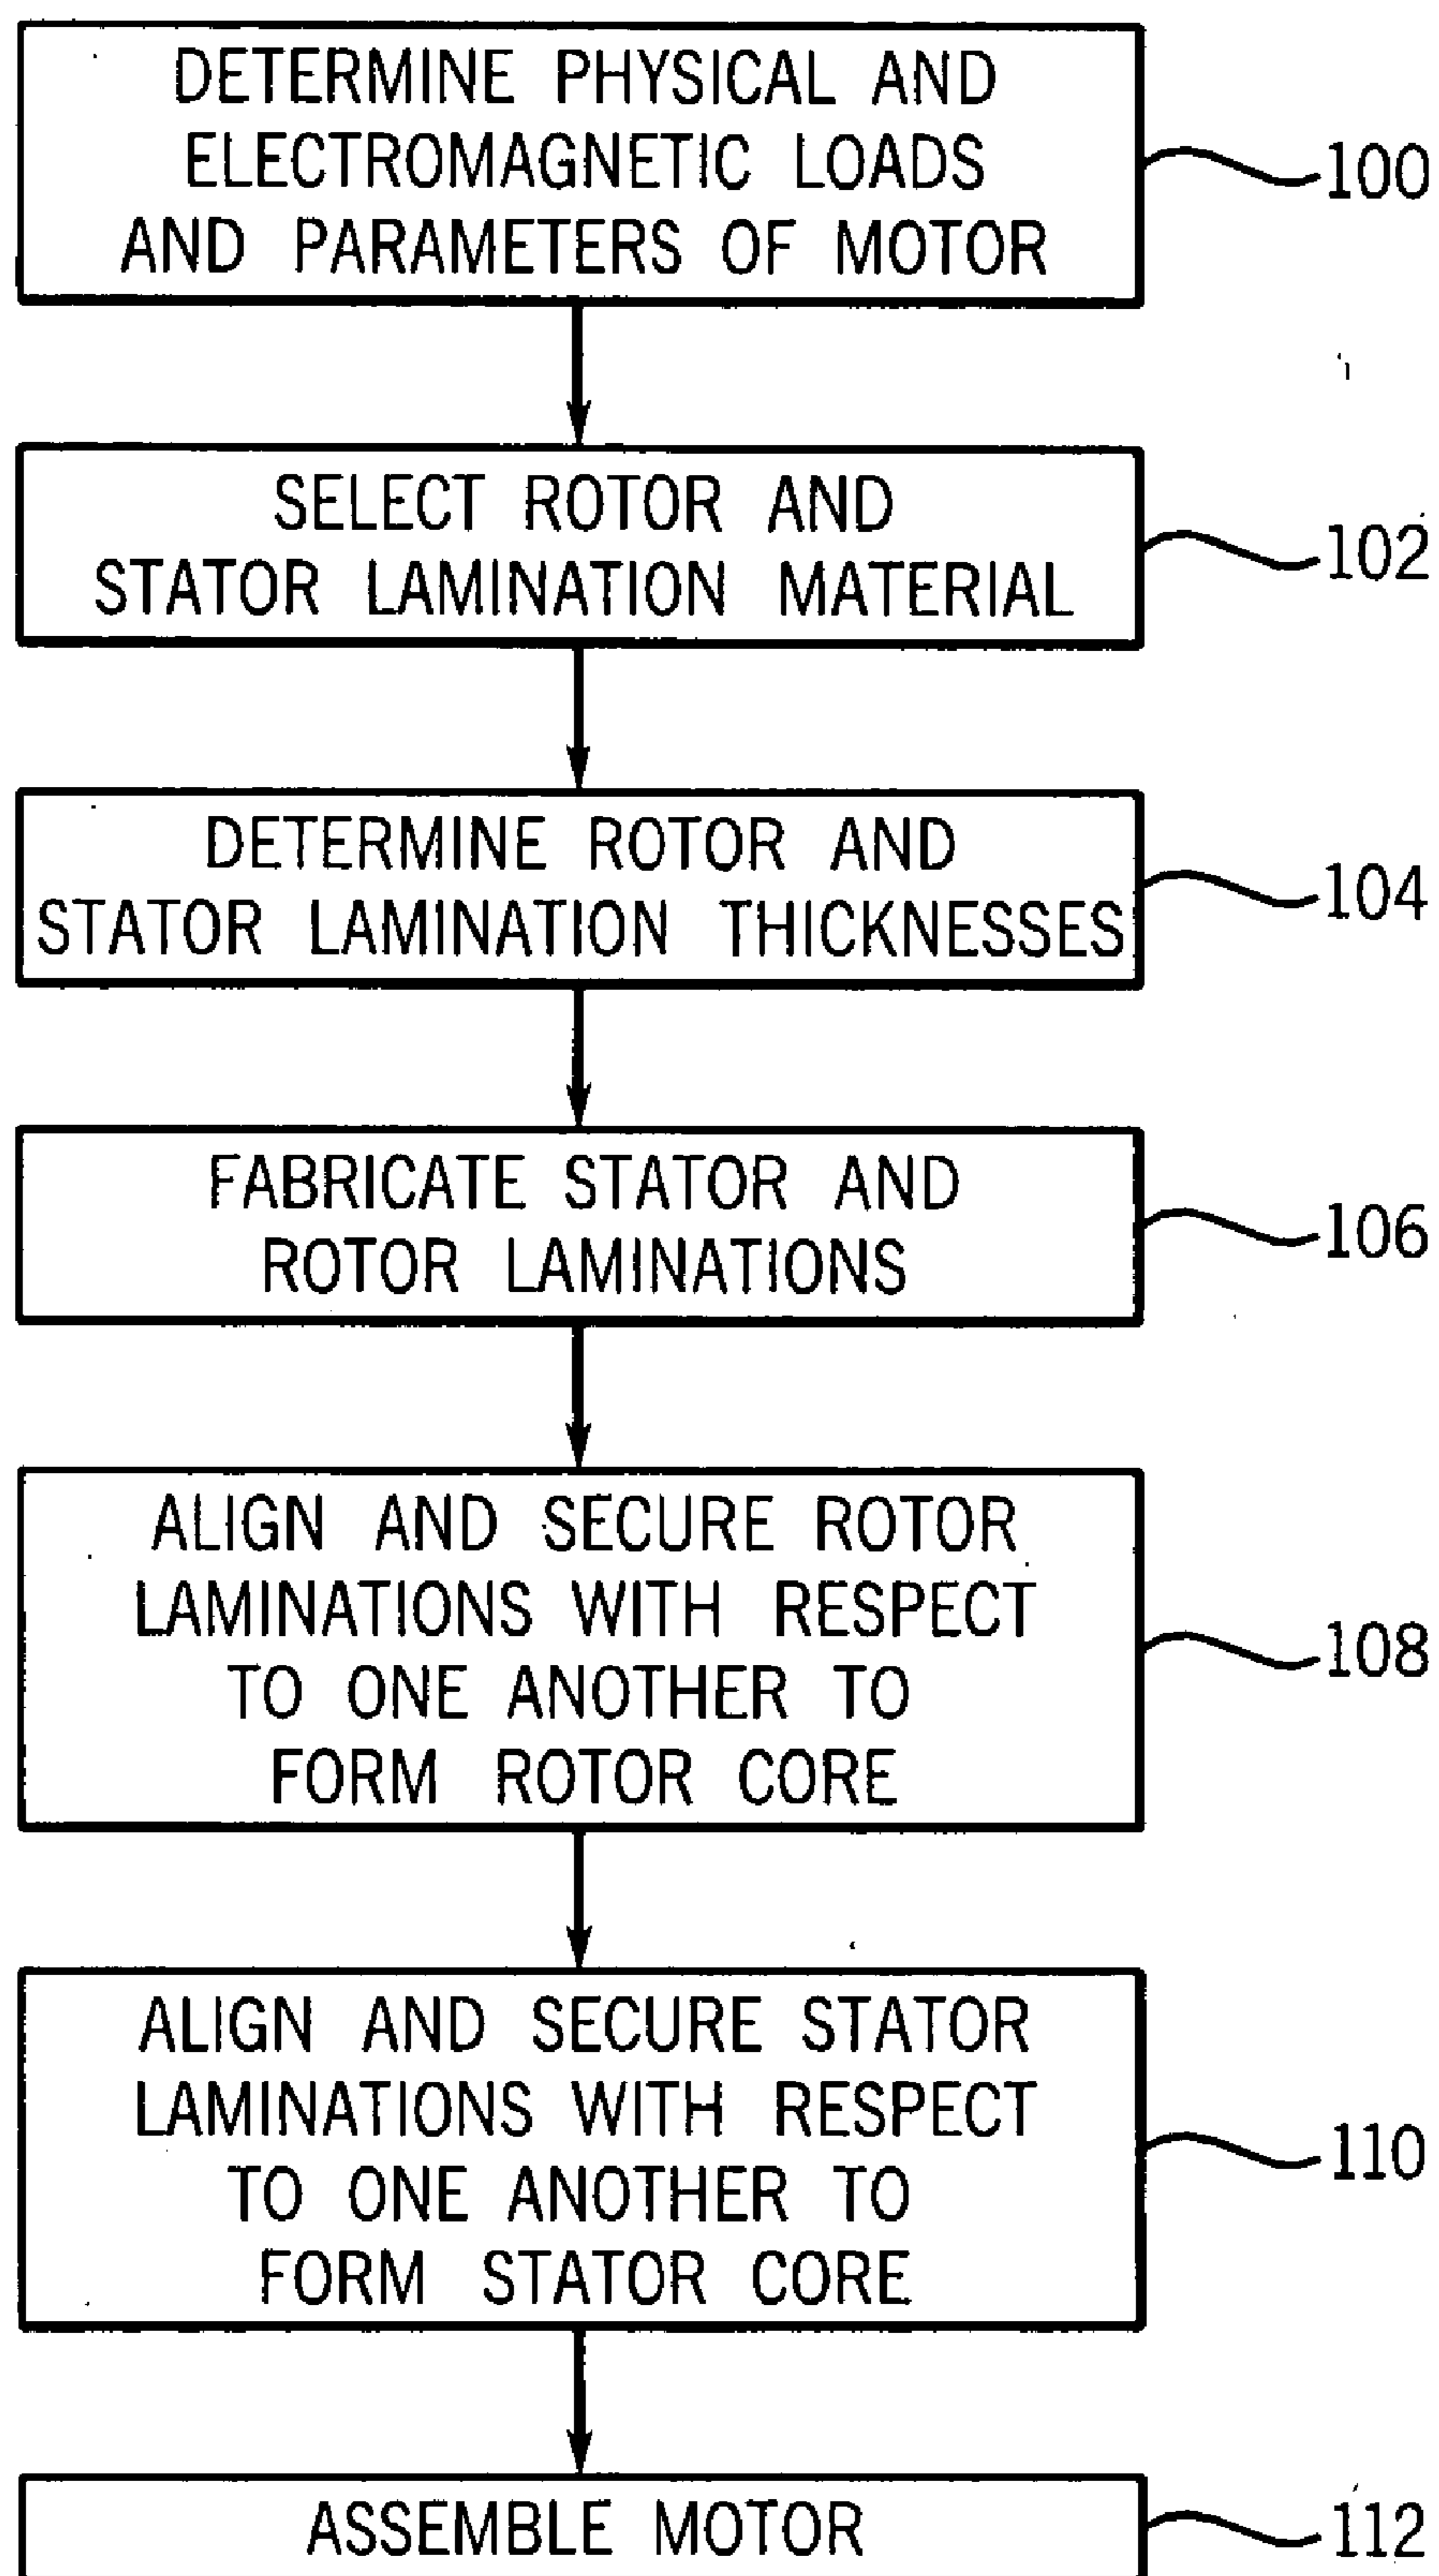 DETERMINE PHYSICAL AND
ELECTROMAGNETIC LOADS
AND PARAMETERS OF MOTOR
100
SELECT ROTOR AND
STATOR LAMINATION MATERIAL
102
DETERMINE ROTOR AND
STATOR LAMINATION THICKNESSES
104
FABRICATE STATOR AND
ROTOR LAMINATIONS
106
ALIGN AND SECURE ROTOR
LAMINATIONS WITH RESPECT
TO ONE ANOTHER TO
FORM ROTOR CORE
108
ALIGN AND SECURE STATOR
LAMINATIONS WITH RESPECT
TO ONE ANOTHER TO
FORM STATOR CORE
110
ASSEMBLE MOTOR
112